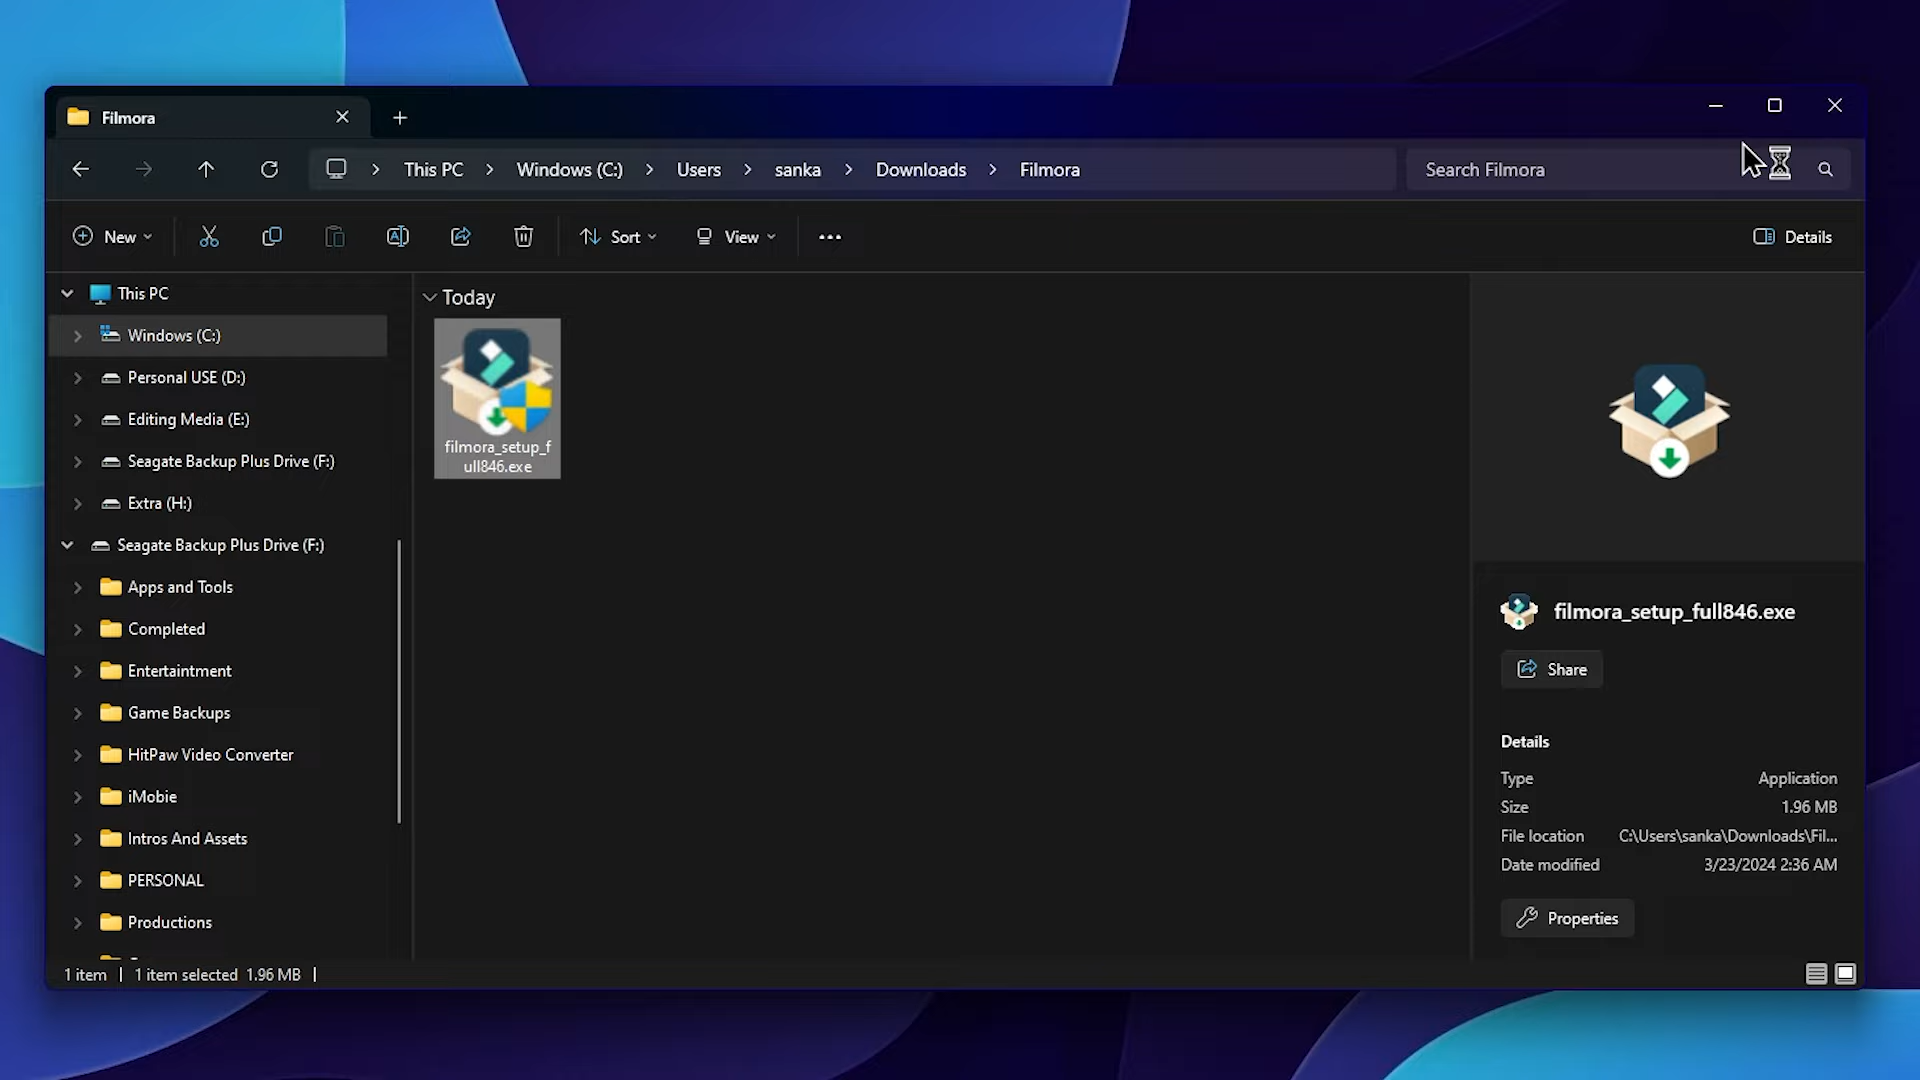 Filmora
This PC
Windows (C:)
Users
sanka
Downloads
Filmora
Search Filmora
New
Sort
View
Details
This PC
Windows (C:)
Personal USE (D:)
Editing Media (E:)
Seagate Backup Plus Drive (F:)
Extra (H:)
Seagate Backup Plus Drive (F:)
Apps and Tools
Completed
Entertaintment
Game Backups
HitPaw Video Converter
iMobie
Intros And Assets
PERSONAL
Productions
Today
filmora_setup_f
ull846.exe
filmora_setup_full846.exe
Share
Details
Type Application
Size 1.96 MB
File location C:\Users\sanka\Downloads\Fil...
Date modified 3/23/2024 2:36 AM
Properties
1 item | 1 item selected 1.96 MB |